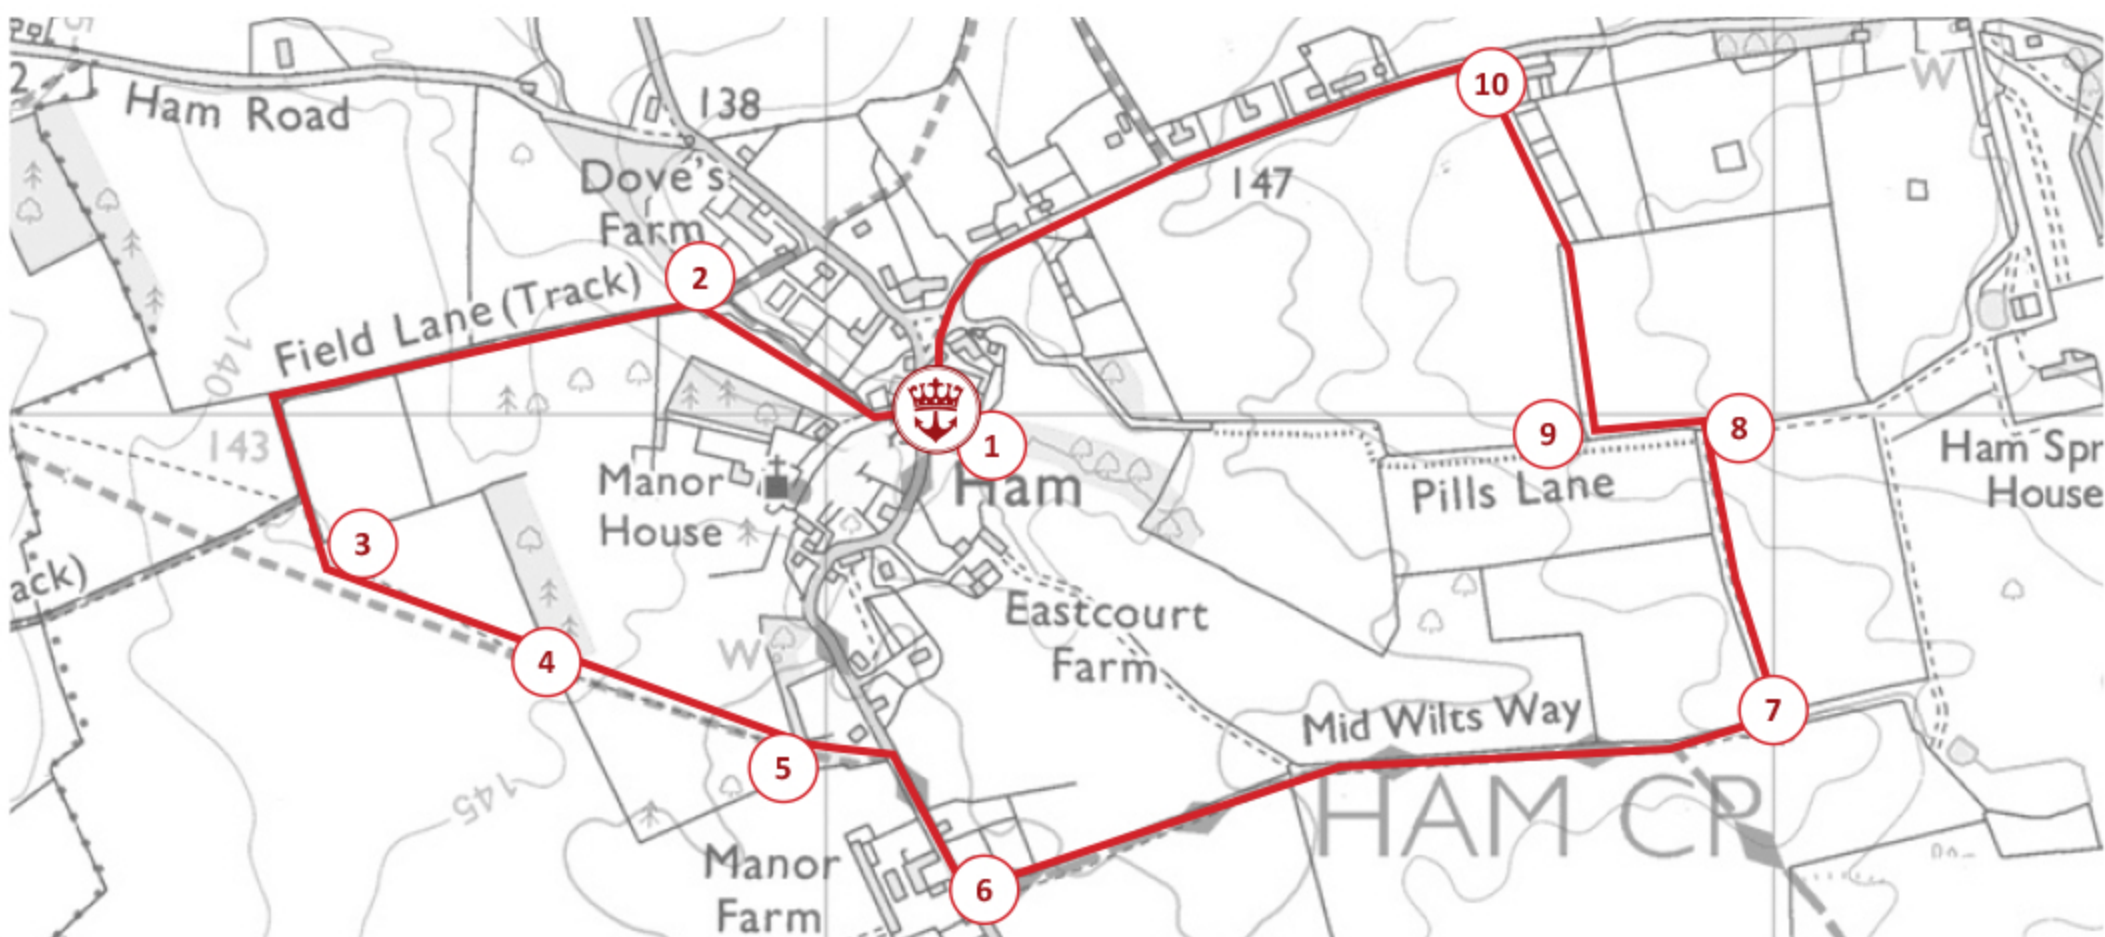 2
Ham Road
138
10
W
Dove's
Farm
147
2
Field Lane (Track)
140
143
1
9
8
Ham Spr
House
Manor
House
Ham
Pills Lane
3
ack)
Eastcourt
Farm
4
W
Mid Wilts Way
7
5
145
HAM CP
Manor
Farm
6